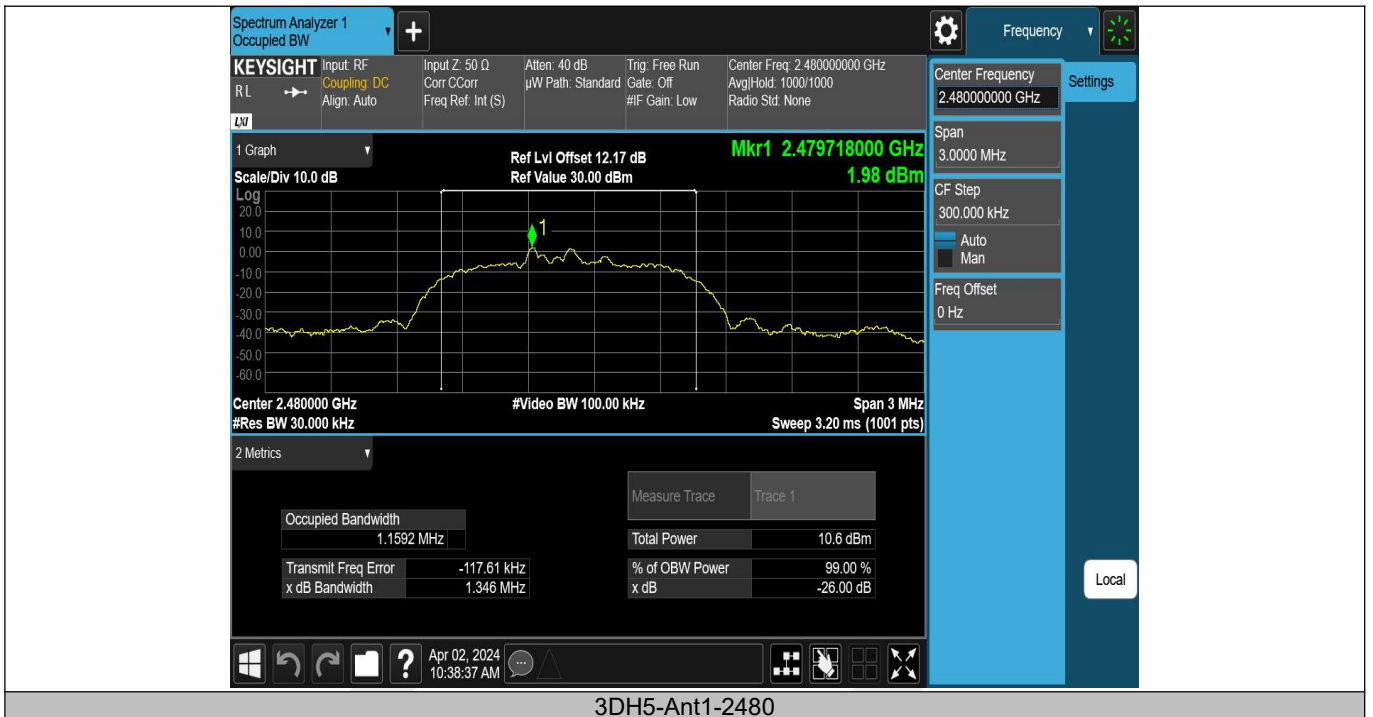 Spectrum Analyzer 1
Occupied BW
+
Frequency
KEYSIGHT
RL
LXI
Input: RF
Coupling: DC
Align: Auto
Input Z: 50 Ω
Corr CCorr
Freq Ref: Int (S)
Atten: 40 dB
µW Path: Standard
Trig: Free Run
Gate: Off
#IF Gain: Low
Center Freq: 2.480000000 GHz
Avg|Hold: 1000/1000
Radio Std: None
Center Frequency
2.480000000 GHz
Settings
Span
3.0000 MHz
CF Step
300.000 kHz
Auto
Man
Freq Offset
0 Hz
Local
1 Graph
Scale/Div 10.0 dB
Ref Lvl Offset 12.17 dB
Ref Value 30.00 dBm
Mkr1 2.479718000 GHz
1.98 dBm
Log
20.0
10.0
0.00
-10.0
-20.0
-30.0
-40.0
-50.0
-60.0
1
Center 2.480000 GHz
#Video BW 100.00 kHz
Span 3 MHz
#Res BW 30.000 kHz
Sweep 3.20 ms (1001 pts)
2 Metrics
Measure Trace Trace 1
Occupied Bandwidth
1.1592 MHz
Total Power 10.6 dBm
Transmit Freq Error -117.61 kHz
% of OBW Power 99.00 %
x dB Bandwidth 1.346 MHz
x dB -26.00 dB
?
Apr 02, 2024
10:38:37 AM
3DH5-Ant1-2480